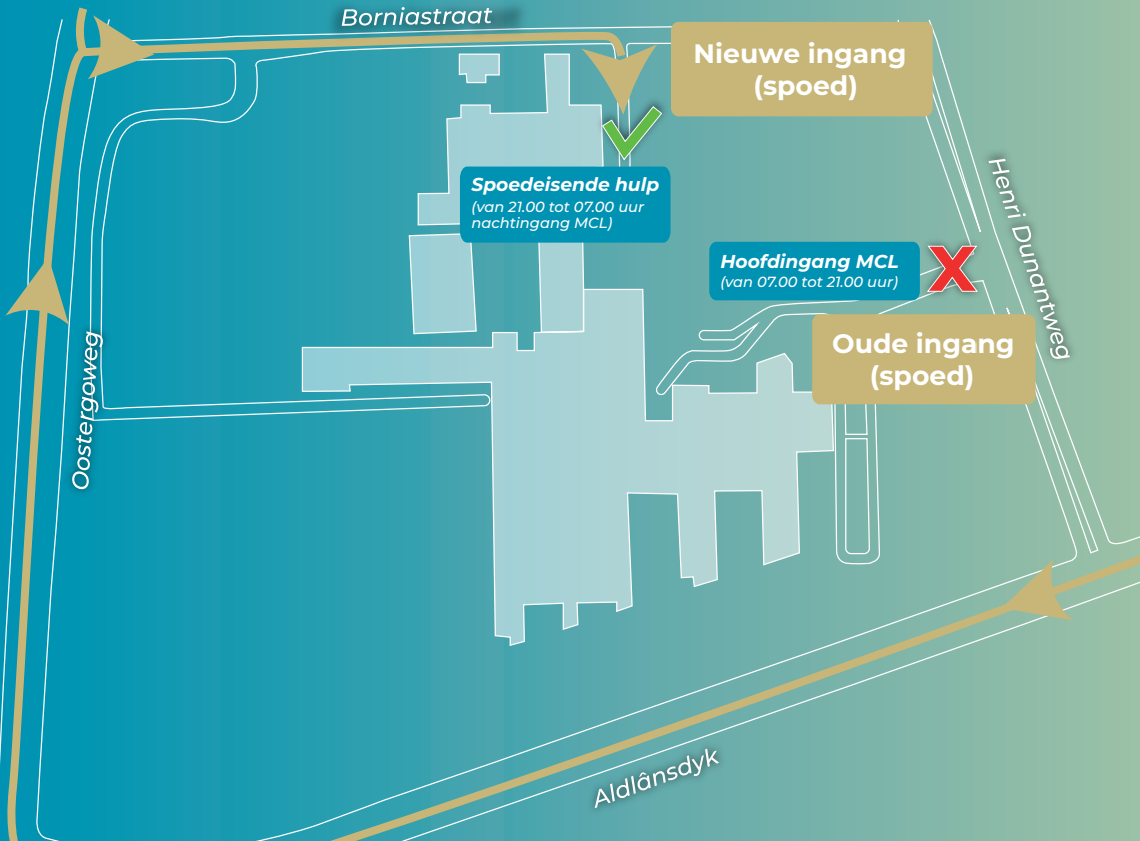 Borniastraat
Nieuwe ingang
(spoed)
Spoedeisende hulp
(van 21.00 tot 07.00 uur
nachtingang MCL)
Henri Dunantweg
Hoofdingang MCL
(van 07.00 tot 21.00 uur)
X
Oude ingang
(spoed)
Oostergoweg
Aldlânsdyk